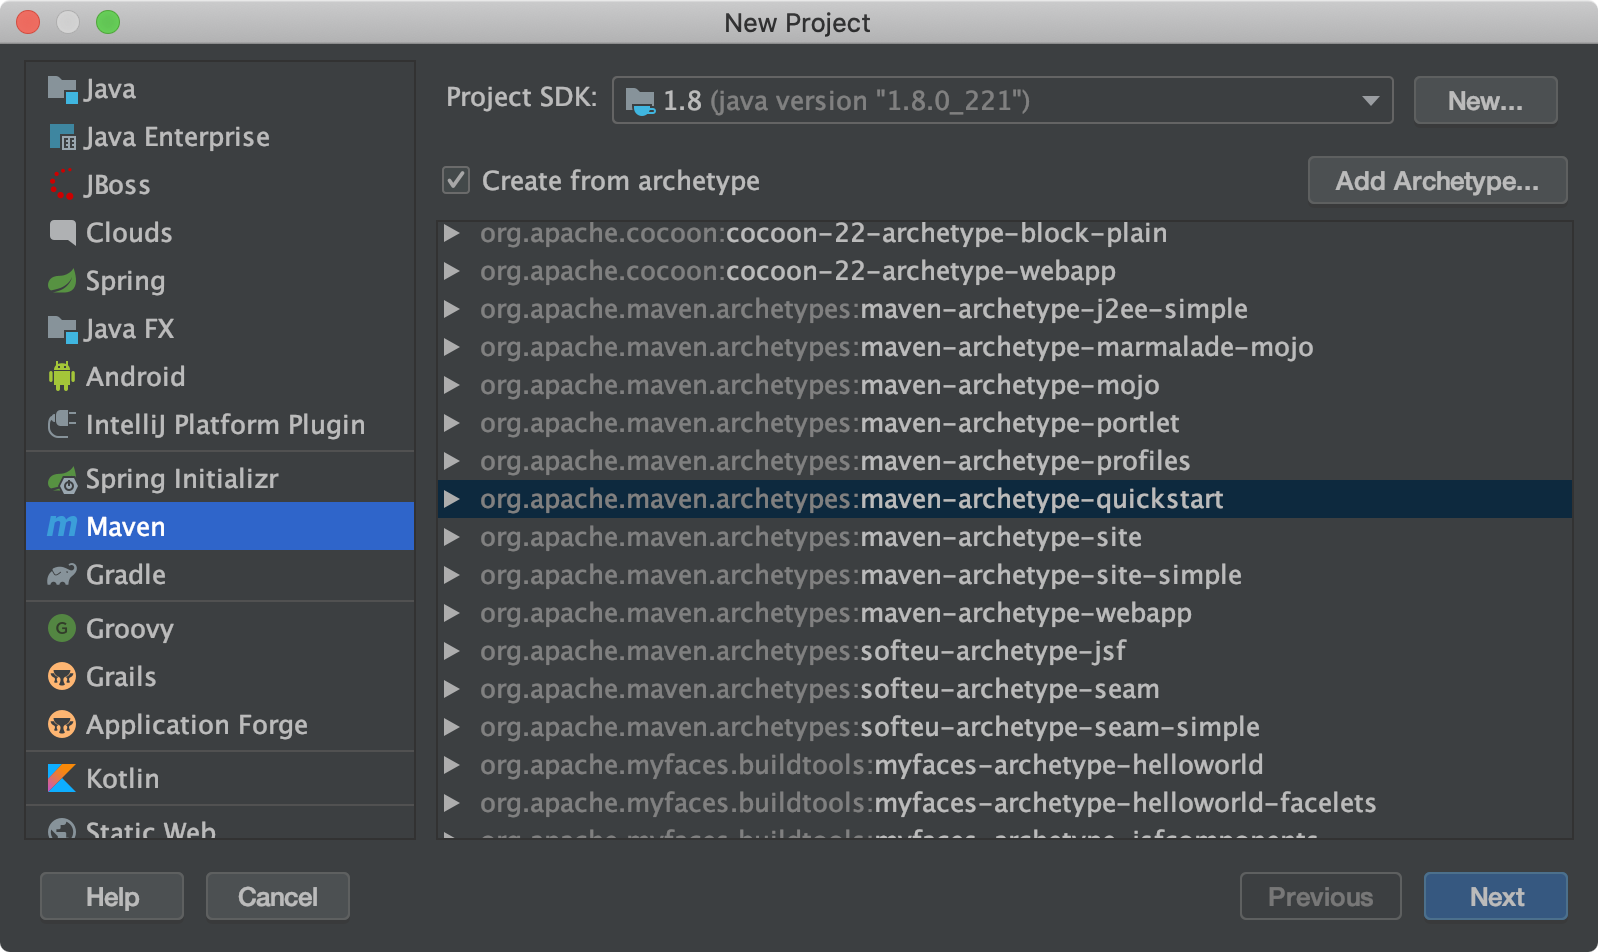 New Project
Java
Java Enterprise
JBoss
Clouds
Spring
Java FX
Android
IntelliJ Platform Plugin
Spring Initializr
m Maven
Gradle
G Groovy
Grails
Application Forge
Kotlin
Static Web
Project SDK: 1.8 (java version "1.8.0_221") New...
Create from archetype Add Archetype...
org.apache.cocoon:cocoon-22-archetype-block-plain
org.apache.cocoon:cocoon-22-archetype-webapp
org.apache.maven.archetypes:maven-archetype-j2ee-simple
org.apache.maven.archetypes:maven-archetype-marmalade-mojo
org.apache.maven.archetypes:maven-archetype-mojo
org.apache.maven.archetypes:maven-archetype-portlet
org.apache.maven.archetypes:maven-archetype-profiles
org.apache.maven.archetypes:maven-archetype-quickstart
org.apache.maven.archetypes:maven-archetype-site
org.apache.maven.archetypes:maven-archetype-site-simple
org.apache.maven.archetypes:maven-archetype-webapp
org.apache.maven.archetypes:softeu-archetype-jsf
org.apache.maven.archetypes:softeu-archetype-seam
org.apache.maven.archetypes:softeu-archetype-seam-simple
org.apache.myfaces.buildtools:myfaces-archetype-helloworld
org.apache.myfaces.buildtools:myfaces-archetype-helloworld-facelets
org.apache.myfaces.buildtools:myfaces-archetype-jsfcomponents
Help Cancel Previous Next